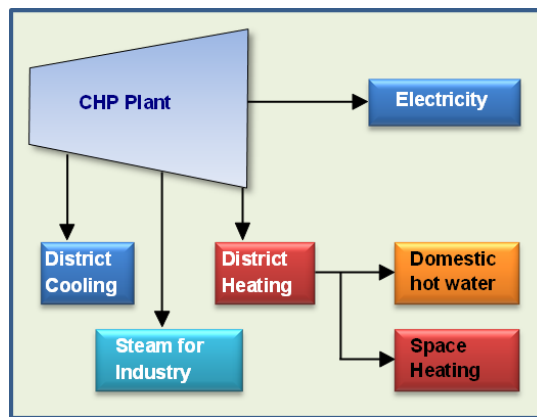 CHP Plant
Electricity
District
Cooling
District
Heating
Domestic
hot water
Steam for
Industry
Space
Heating